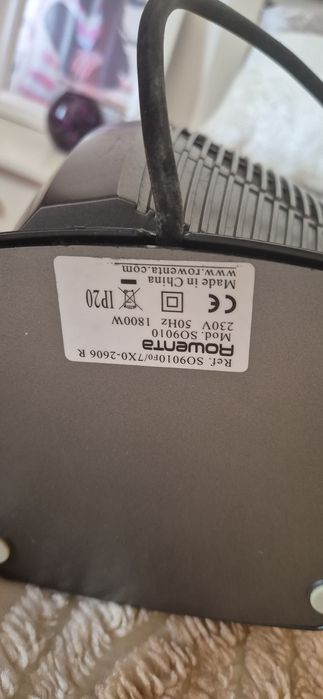 Ref. SO9010F0/7X0-2606 R
Rowenta
Mod. SO9010
230V 50Hz 1800W
CE IP20
Made in China
www.rowenta.com